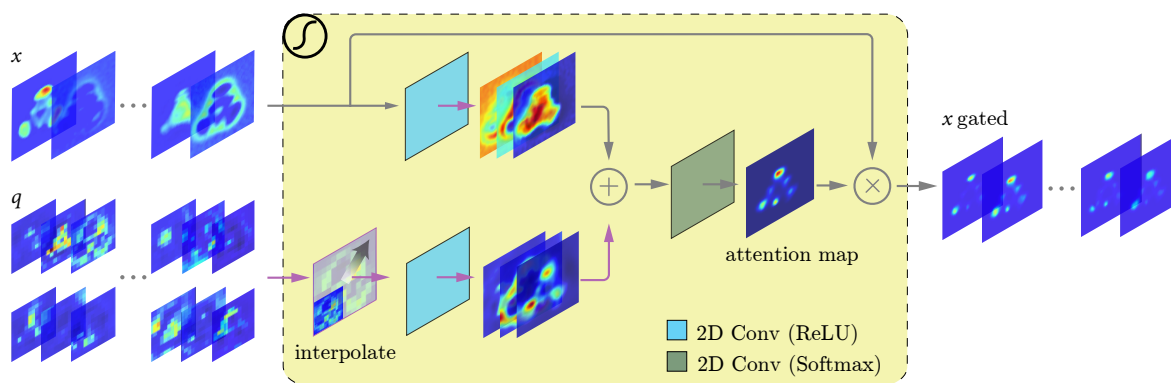 x
x gated
q
attention map
interpolate
2D Conv (ReLU)
2D Conv (Softmax)